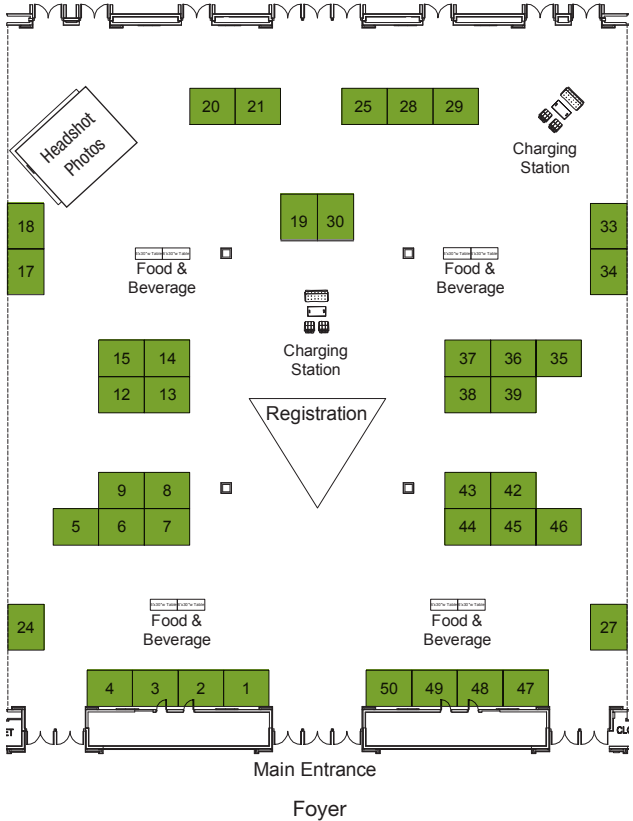 20 21 25 28 29
Headshot
Photos
Charging
Station
18 19 30 33
17 34
Food &
Beverage
Food &
Beverage
Charging
Station
15 14 37 36 35
12 13 38 39
Registration
9 8 43 42
5 6 7 44 45 46
24 27
Food &
Beverage
Food &
Beverage
4 3 2 1 50 49 48 47
ET
CLO
Main Entrance
Foyer